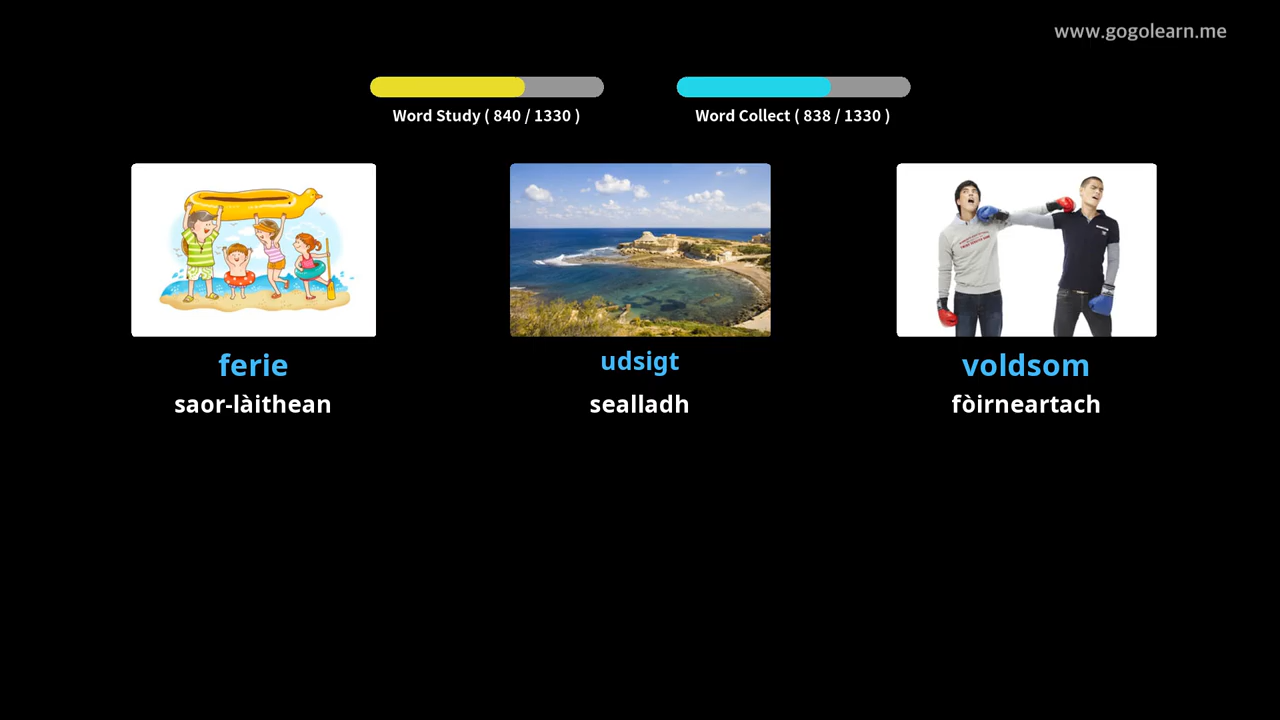 www.gogolearn.me
Word Study ( 840 / 1330 )
Word Collect ( 838 / 1330 )
ferie
udsigt
voldsom
saor-làithean
sealladh
fòirneartach